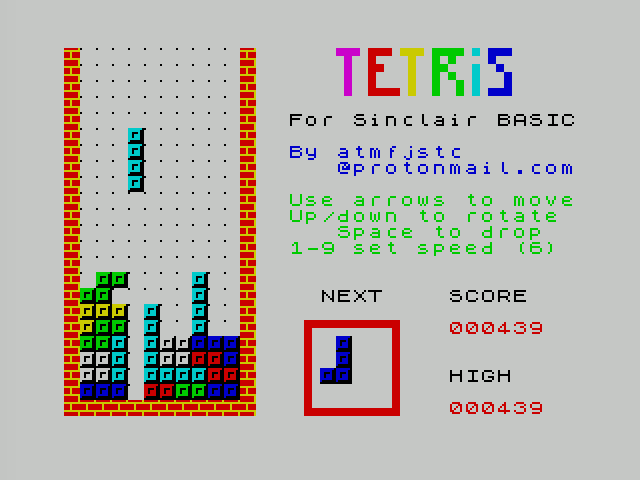 TETRiS
For Sinclair BASIC
By atmfjstc
@protonmail.com
Use arrows to move
Up/down to rotate
Space to drop
1-9 set speed (6)
NEXT
SCORE
000439
HIGH
000439